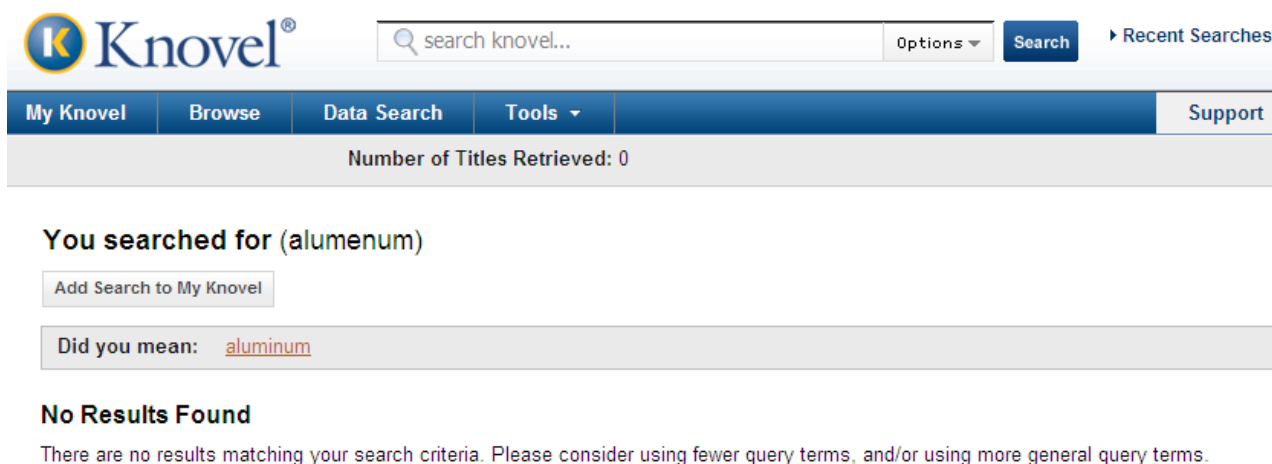 K Knovel®
search knovel...
Options
Search
Recent Searches
My Knovel Browse Data Search Tools Support
Number of Titles Retrieved: 0
You searched for (alumenum)
Add Search to My Knovel
Did you mean: aluminum
No Results Found
There are no results matching your search criteria. Please consider using fewer query terms, and/or using more general query terms.